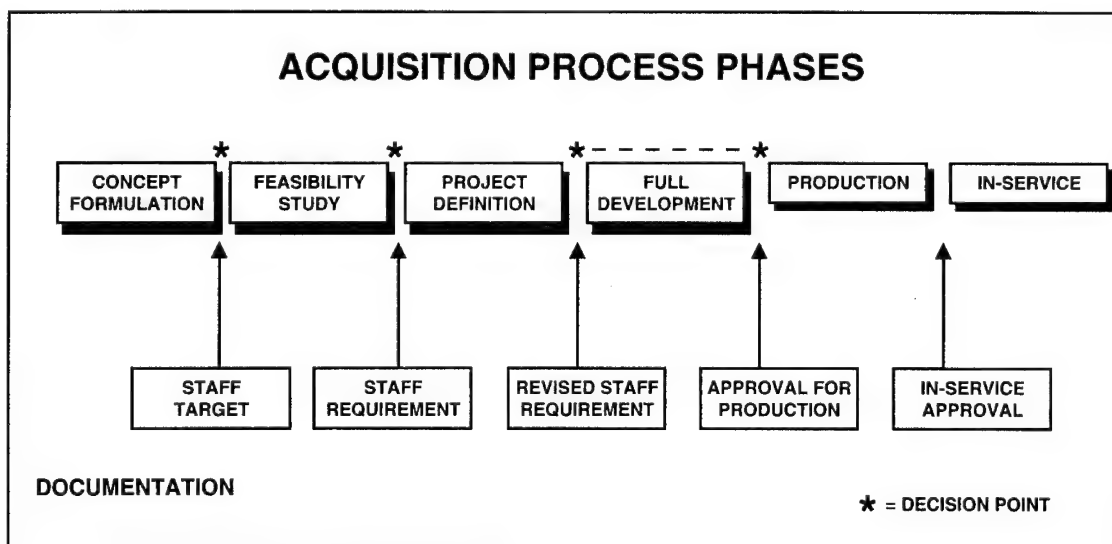 ACQUISITION PROCESS PHASES
* * * – – – – – – – *
CONCEPT
FORMULATION
FEASIBILITY
STUDY
PROJECT
DEFINITION
FULL
DEVELOPMENT
PRODUCTION
IN-SERVICE
STAFF
TARGET
STAFF
REQUIREMENT
REVISED STAFF
REQUIREMENT
APPROVAL FOR
PRODUCTION
IN-SERVICE
APPROVAL
DOCUMENTATION
* = DECISION POINT